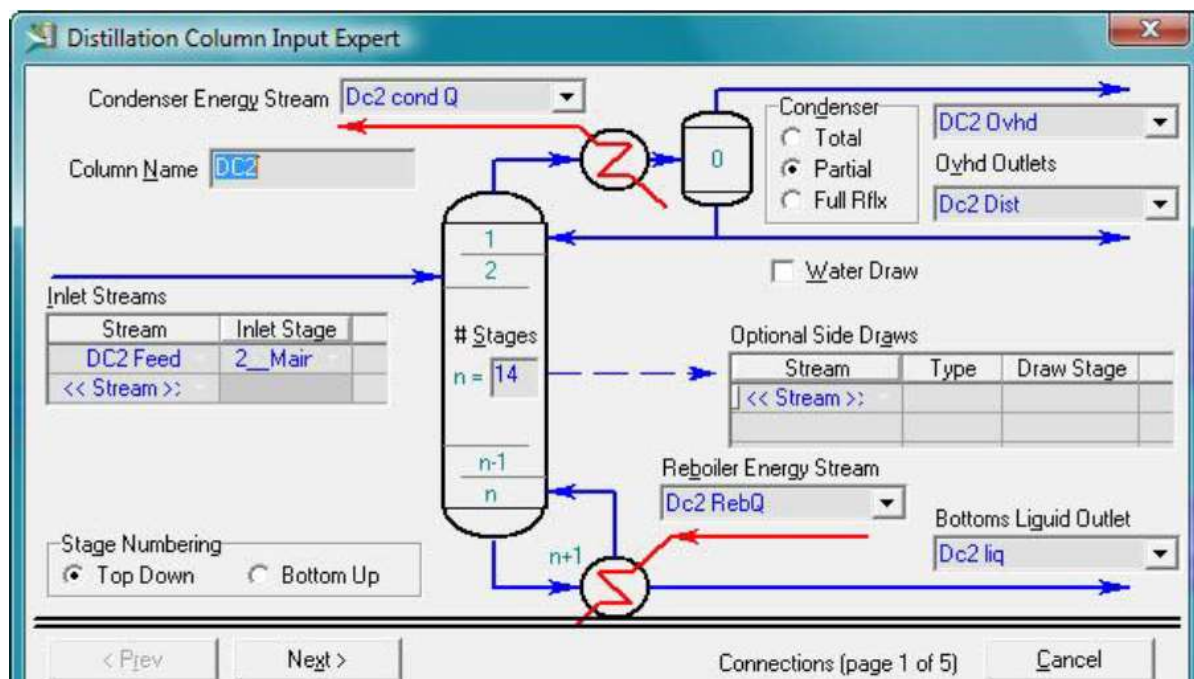 Distillation Column Input Expert
Condenser Energy Stream
Dc2 cond Q
Column Name
DC2
0
Condenser
Total
Partial
Full Rflx
DC2 Ovhd
Ovhd Outlets
Dc2 Dist
Water Draw
1
2
# Stages
n = 14
n-1
n
n+1
Inlet Streams
Stream Inlet Stage
DC2 Feed 2__Mair
<< Stream >>
Optional Side Draws
Stream Type Draw Stage
<< Stream >>
Reboiler Energy Stream
Dc2 RebQ
Bottoms Liquid Outlet
Dc2 liq
Stage Numbering
Top Down Bottom Up
< Prev Next > Connections (page 1 of 5) Cancel